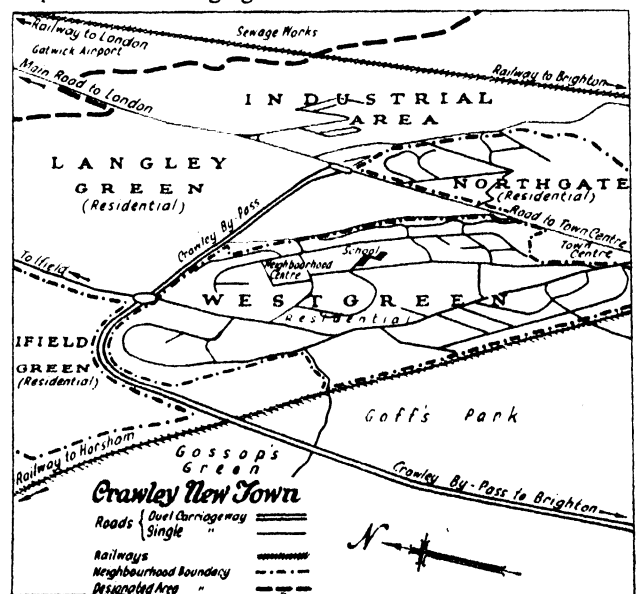 Railway to London
Sewage Works
Gatwick Airport
Railway to Brighton
Main Road to London
INDUSTRIAL
AREA
LANGLEY
GREEN
(Residential)
NORTHGATE
(Residential)
Road to Town Centre
Crawley By-Pass
Town
Centre
School
Neighbourhood
Centre
To Ifield
WESTGREEN
Residential
IFIELD
GREEN
(Residential)
Goff's Park
Railway to Horsham
Gossop's
Green
Crawley By-Pass to Brighton
Crawley New Town
Roads { Duel Carriageway
Single "
Railways
Neighbourhood Boundary
Designated Area "
N